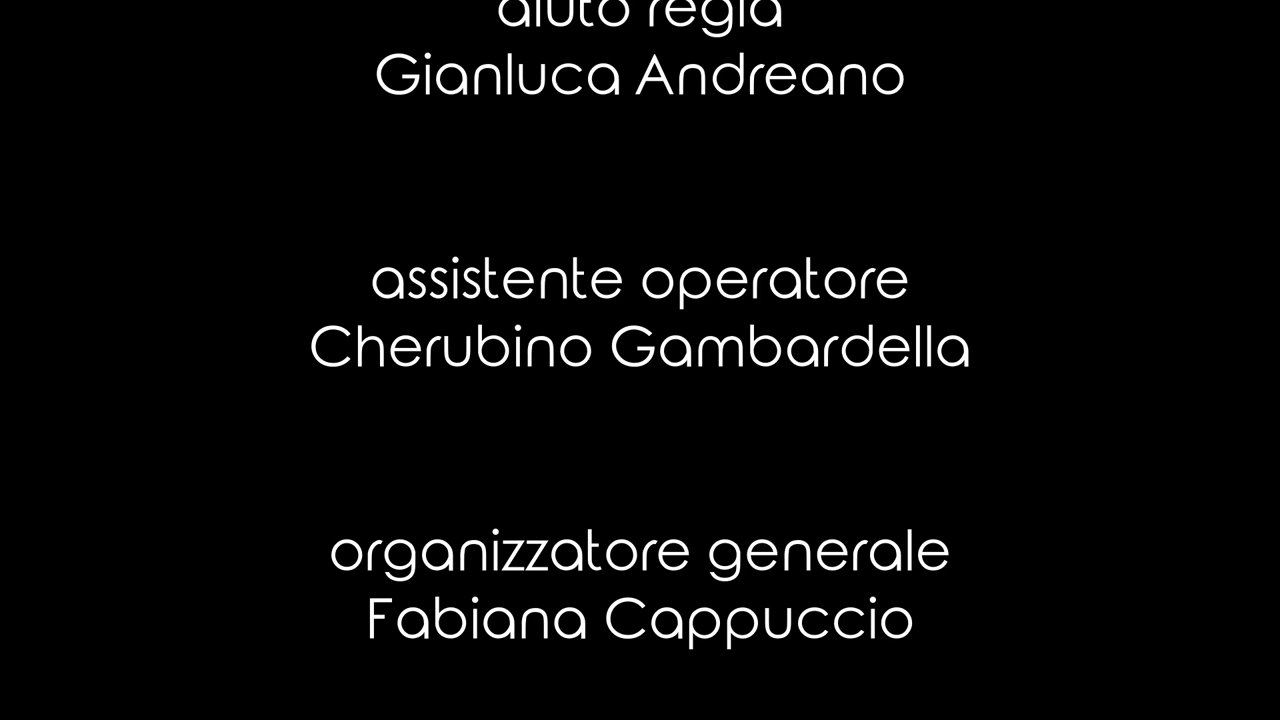 aiuto regia
Gianluca Andreano
assistente operatore
Cherubino Gambardella
organizzatore generale
Fabiana Cappuccio